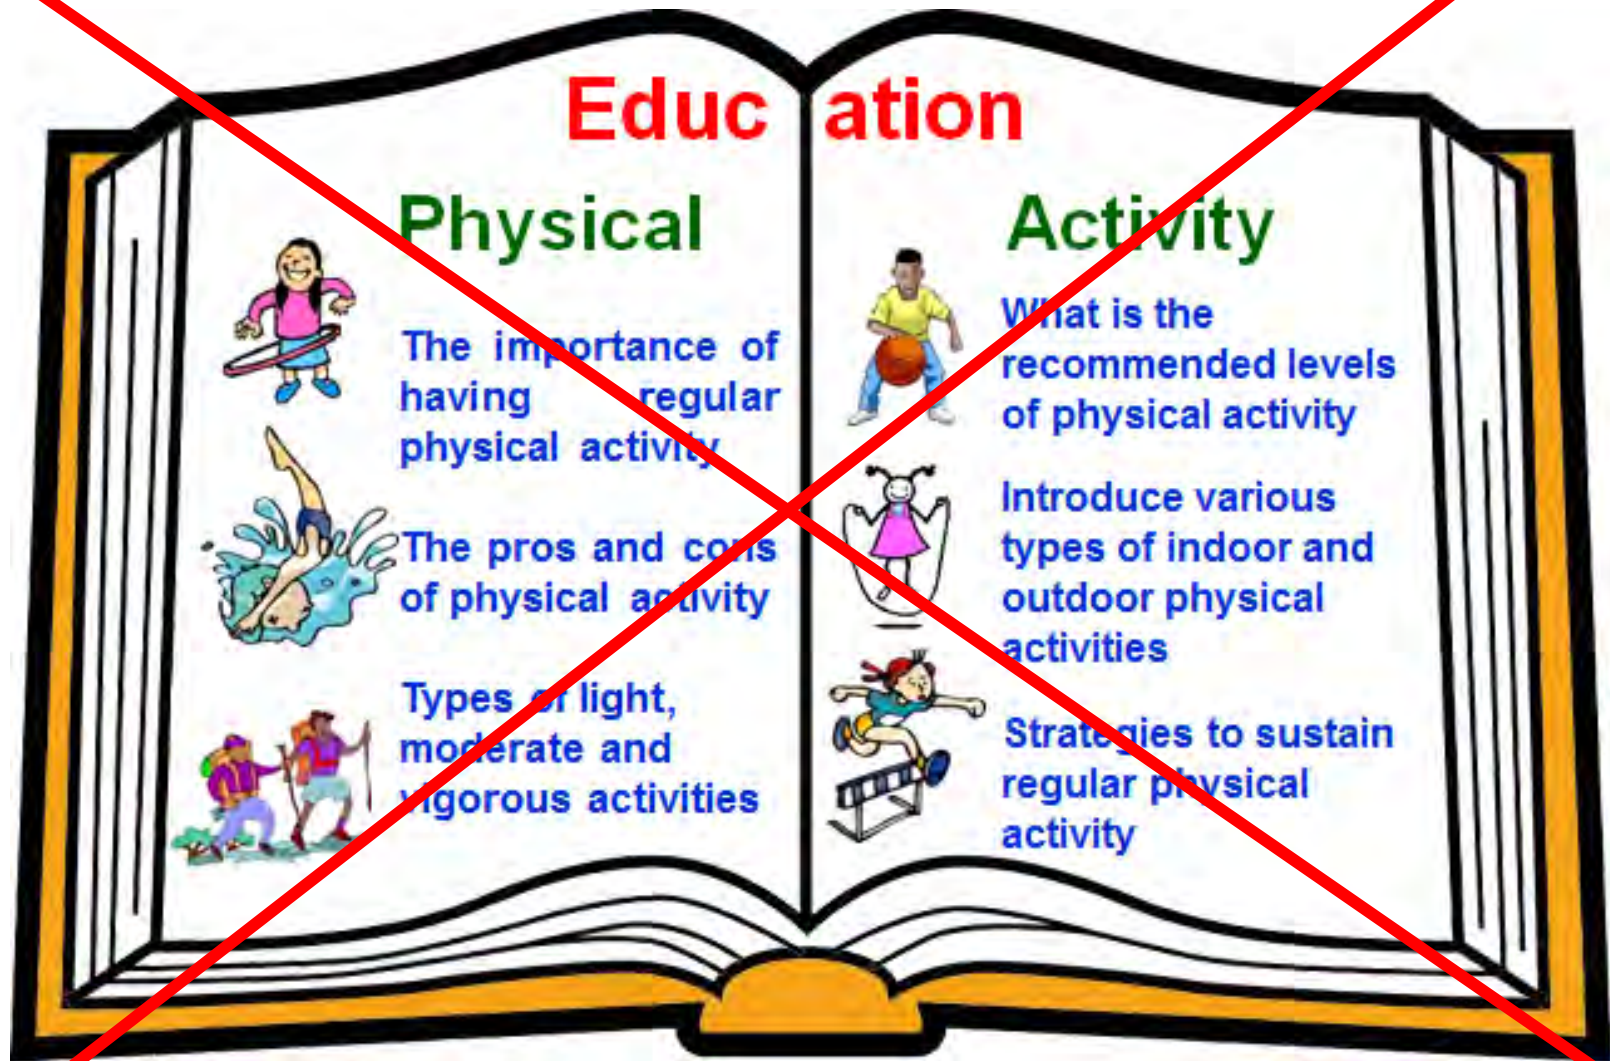 Education
Physical
The importance of
having regular
physical activity
The pros and cons
of physical activity
Types of light,
moderate and
vigorous activities
Activity
What is the
recommended levels
of physical activity
Introduce various
types of indoor and
outdoor physical
activities
Strategies to sustain
regular physical
activity